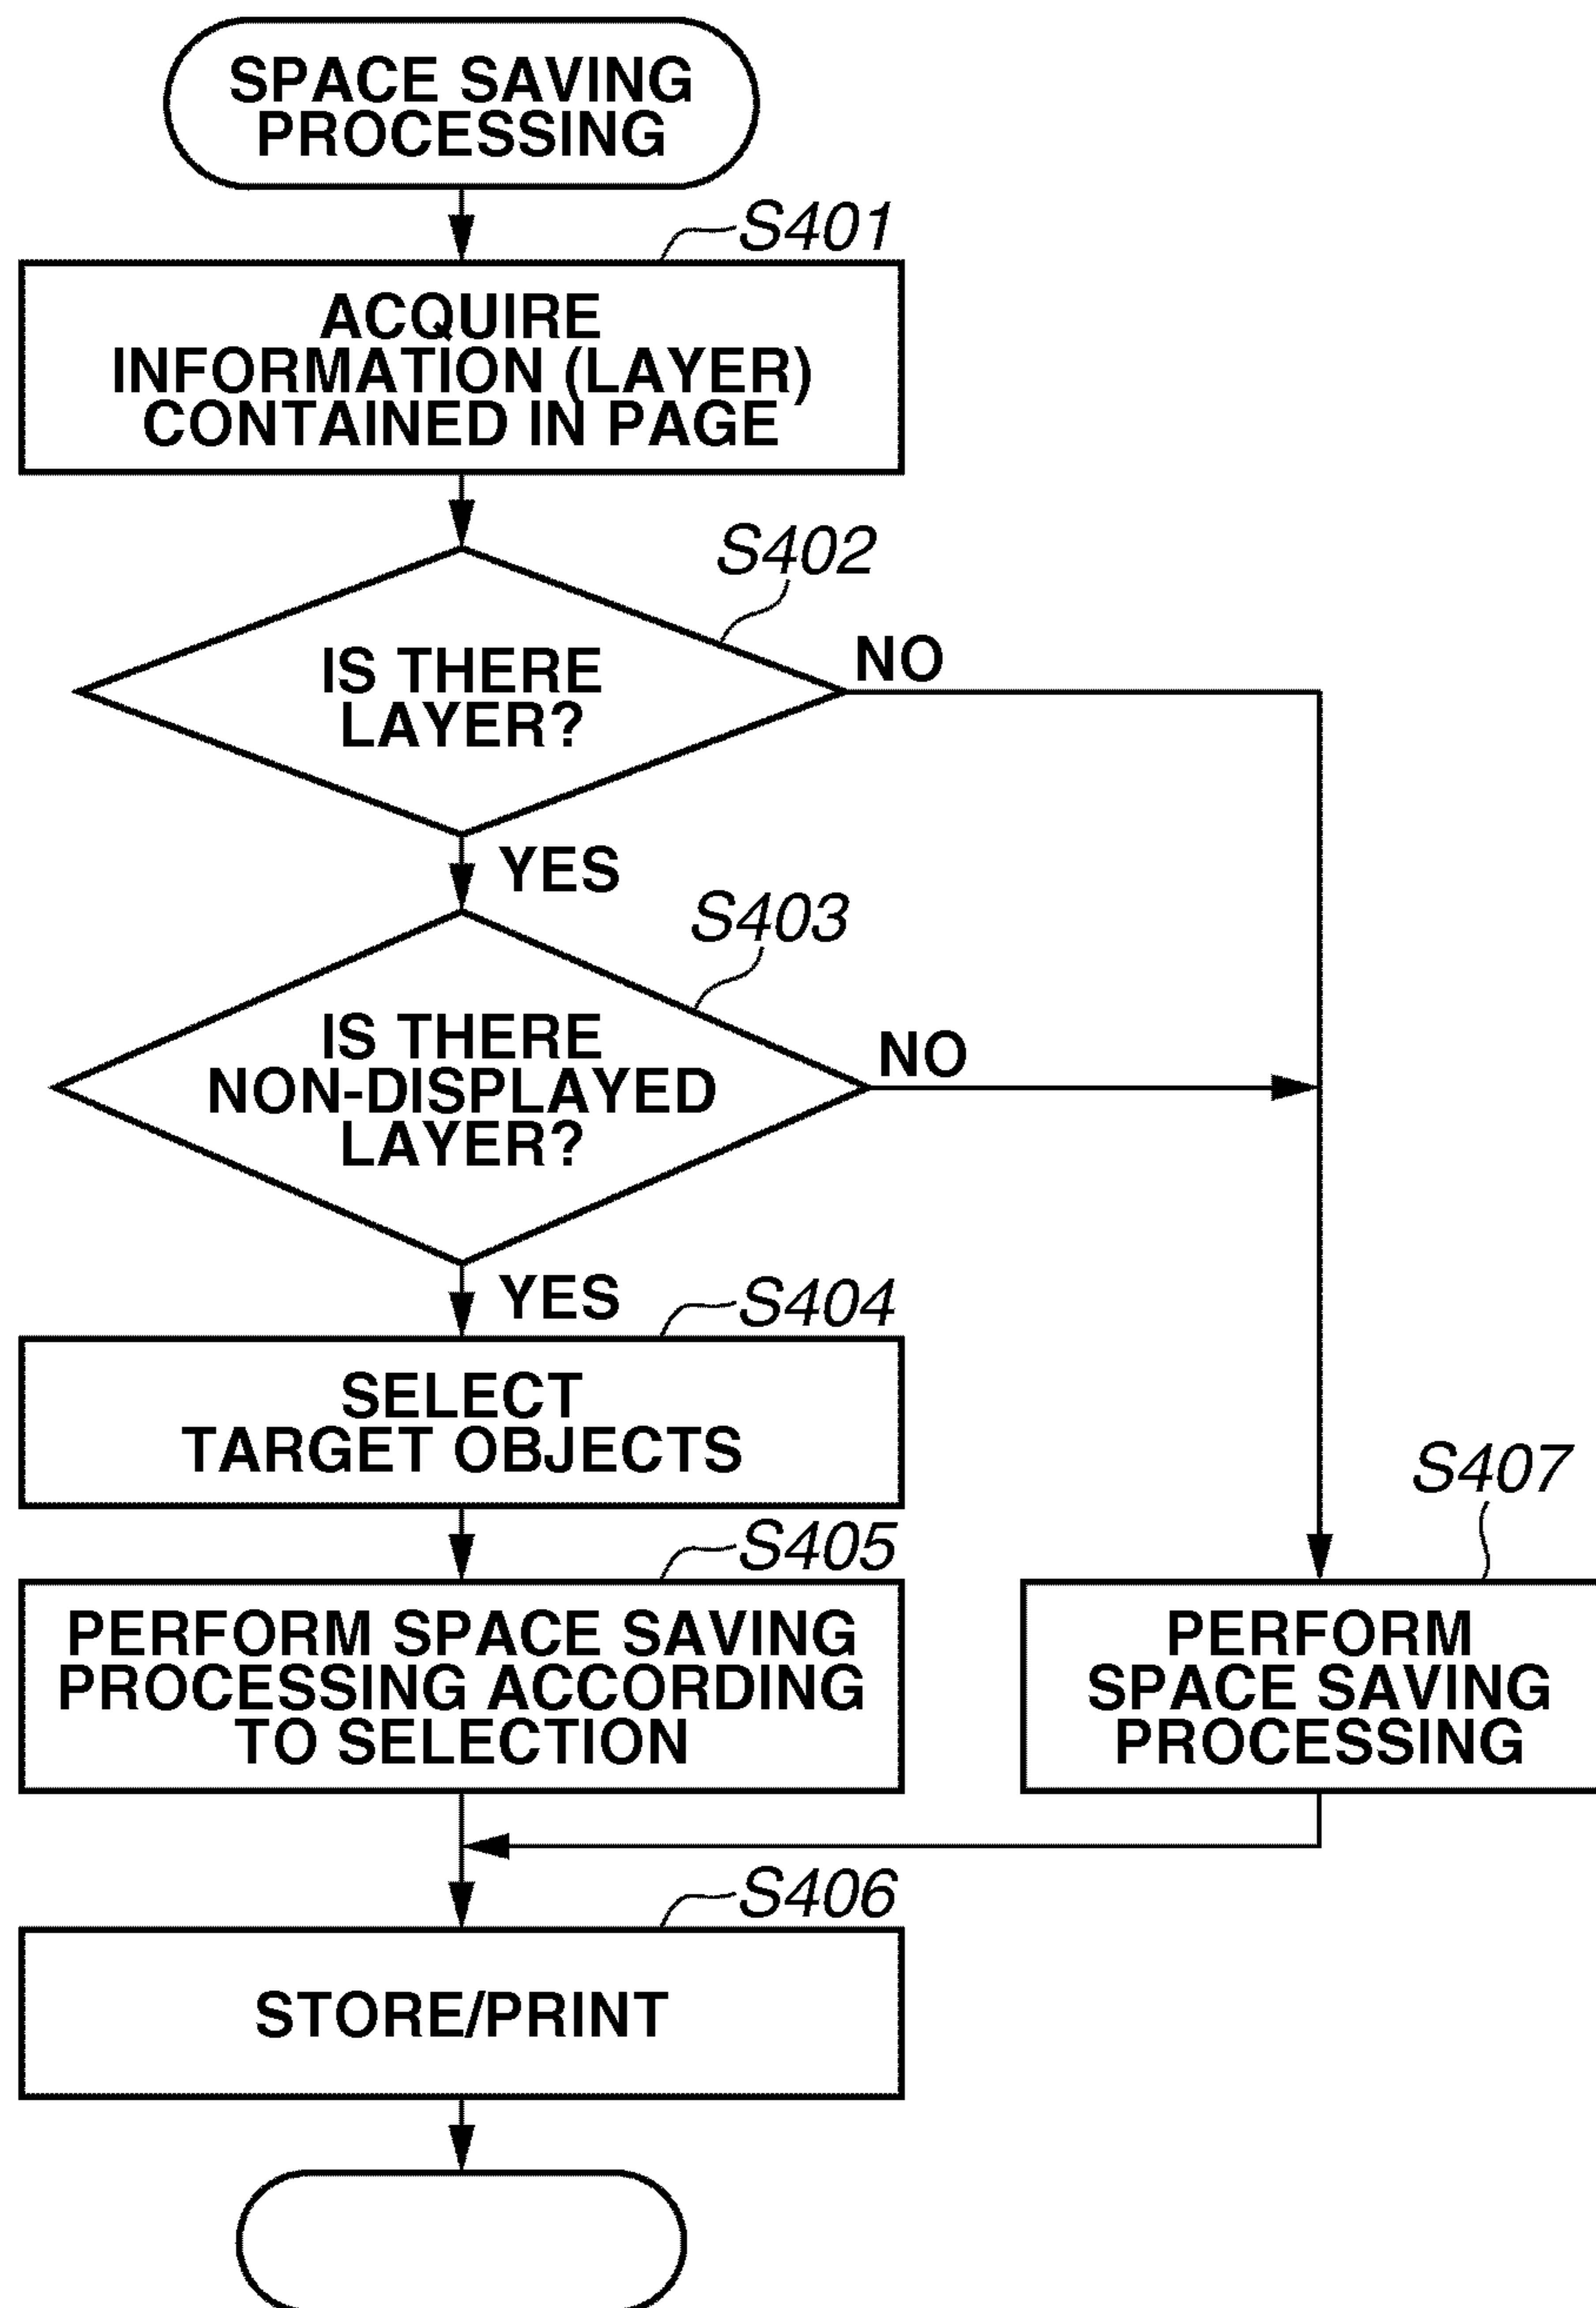 SPACE SAVING
PROCESSING
S401
ACQUIRE
INFORMATION (LAYER)
CONTAINED IN PAGE
S402
IS THERE
LAYER?
NO
YES
S403
IS THERE
NON-DISPLAYED
LAYER?
NO
YES
S404
SELECT
TARGET OBJECTS
S405
PERFORM SPACE SAVING
PROCESSING ACCORDING
TO SELECTION
S407
PERFORM
SPACE SAVING
PROCESSING
S406
STORE/PRINT